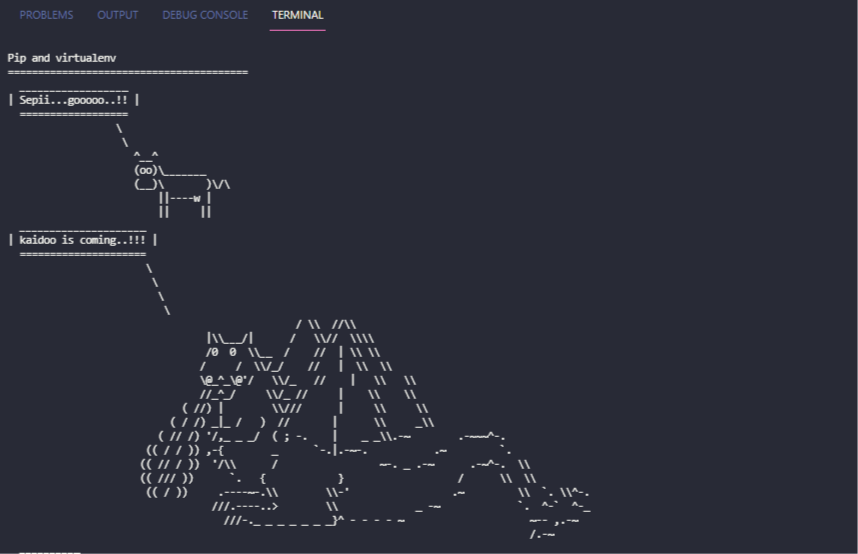 PROBLEMS OUTPUT DEBUG CONSOLE TERMINAL
Pip and virtualenv
| Sepii...gooooo..!! |
| kaidoo is coming..!!! |